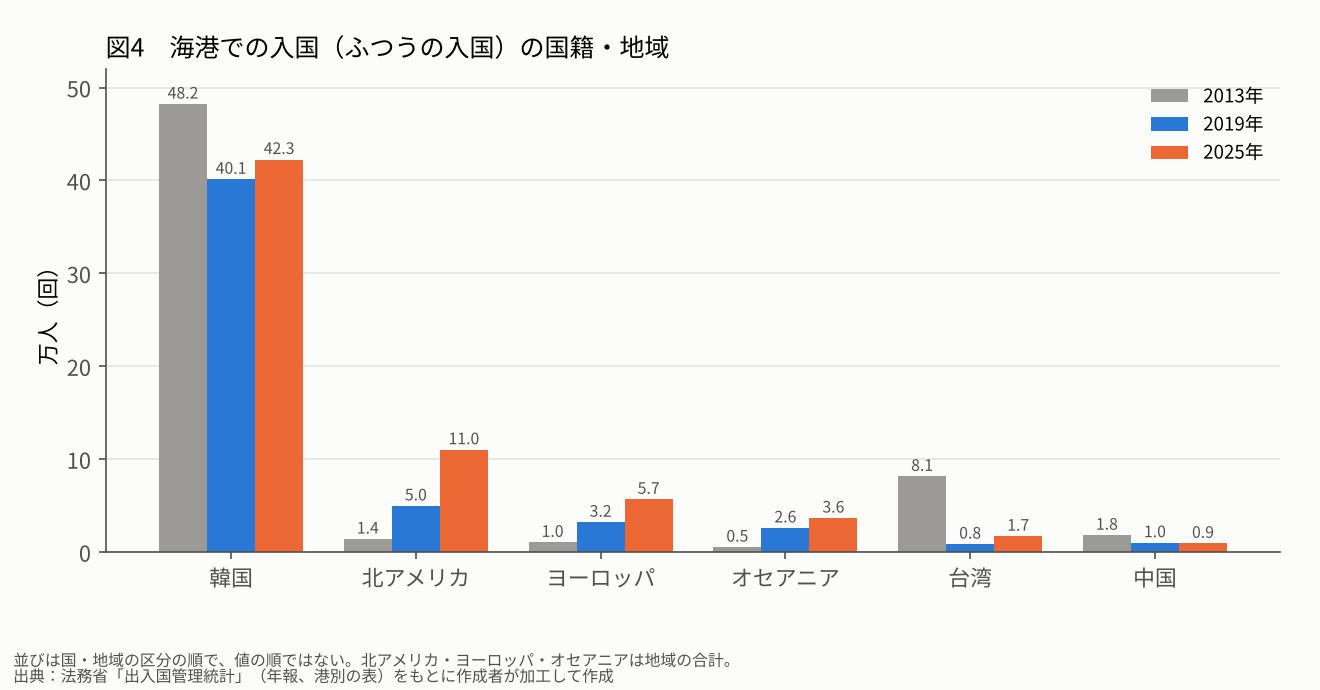 図4　海港での入国（ふつうの入国）の国籍・地域
万人（回）
50
40
30
20
10
0
2013年
2019年
2025年
48.2
40.1
42.3
1.4
5.0
11.0
1.0
3.2
5.7
0.5
2.6
3.6
8.1
0.8
1.7
1.8
1.0
0.9
韓国
北アメリカ
ヨーロッパ
オセアニア
台湾
中国
並びは国・地域の区分の順で、値の順ではない。北アメリカ・ヨーロッパ・オセアニアは地域の合計。
出典：法務省「出入国管理統計」（年報、港別の表）をもとに作成者が加工して作成